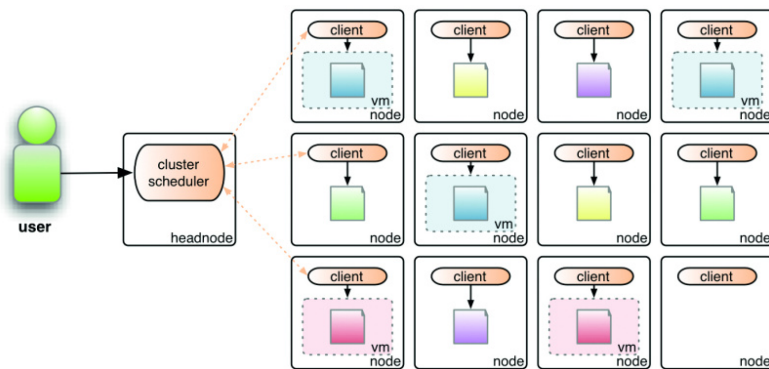 client client client client
vm vm
node node node node
cluster
scheduler
client client client client
user
headnode
vm
node node node node
client client client client
vm vm
node node node node